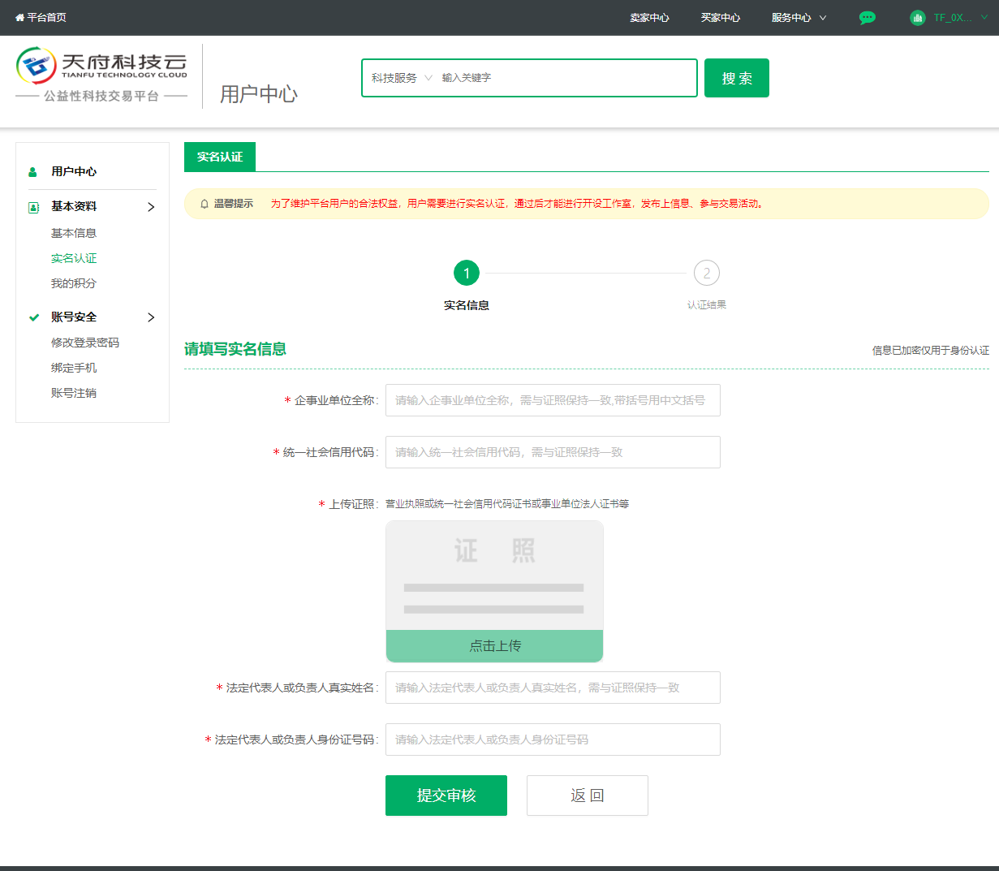 平台首页
卖家中心 买家中心 服务中心 TF_0X...
天府科技云
TIANFU TECHNOLOGY CLOUD
公益性科技交易平台
用户中心
科技服务 输入关键字 搜 索
用户中心
基本资料
基本信息
实名认证
我的积分
账号安全
修改登录密码
绑定手机
账号注销
实名认证
温馨提示 为了维护平台用户的合法权益，用户需要进行实名认证，通过后才能进行开设工作室，发布上信息、参与交易活动。
1 2
实名信息 认证结果
请填写实名信息 信息已加密仅用于身份认证
* 企事业单位全称: 请输入企事业单位全称，需与证照保持一致,带括号用中文括号
* 统一社会信用代码: 请输入统一社会信用代码，需与证照保持一致
* 上传证照: 营业执照或统一社会信用代码证书或事业单位法人证书等
证 照
点击上传
* 法定代表人或负责人真实姓名: 请输入法定代表人或负责人真实姓名，需与证照保持一致
* 法定代表人或负责人身份证号码: 请输入法定代表人或负责人身份证号码
提交审核 返 回